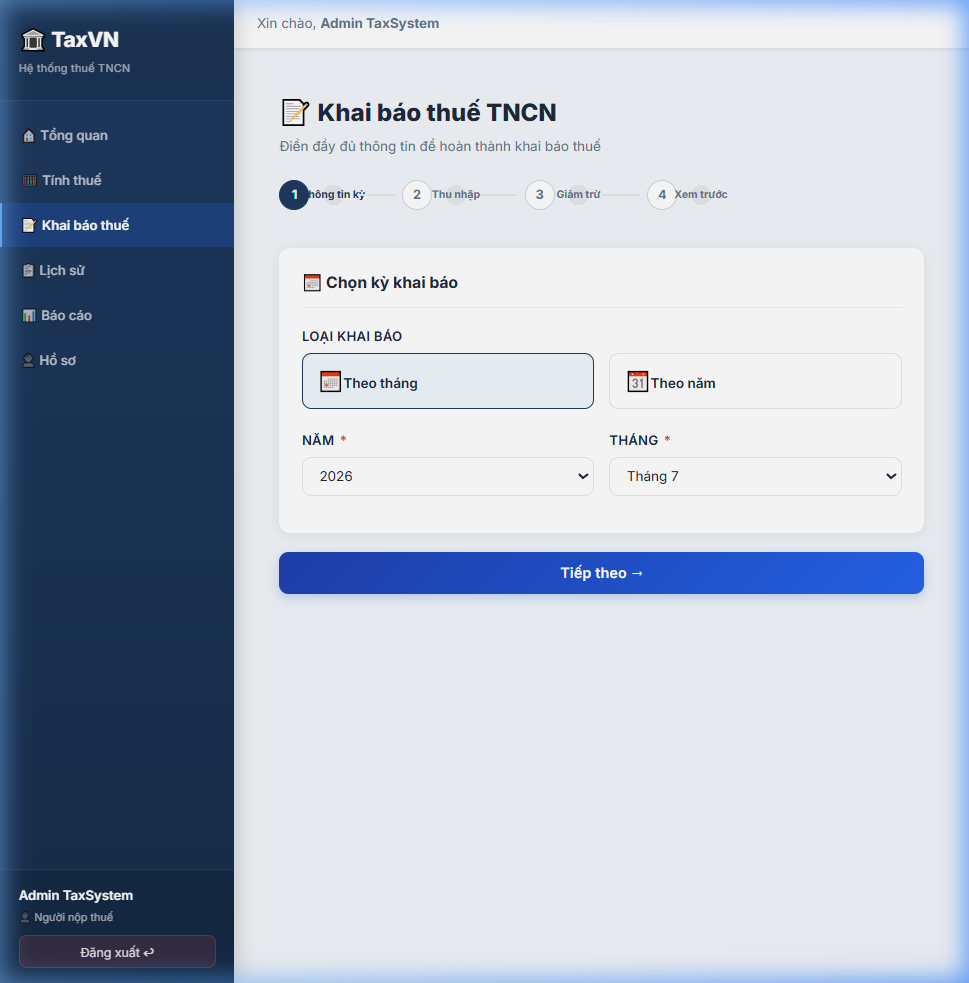 TaxVN
Hệ thống thuế TNCN
Tổng quan
Tính thuế
Khai báo thuế
Lịch sử
Báo cáo
Hồ sơ
Admin TaxSystem
Người nộp thuế
Đăng xuất ↩
Xin chào, Admin TaxSystem
Khai báo thuế TNCN
Điền đầy đủ thông tin để hoàn thành khai báo thuế
1 hông tin kỳ 2 Thu nhập 3 Giảm trừ 4 Xem trước
Chọn kỳ khai báo
LOẠI KHAI BÁO
Theo tháng 31 Theo năm
NĂM * THÁNG *
2026 Tháng 7
Tiếp theo →